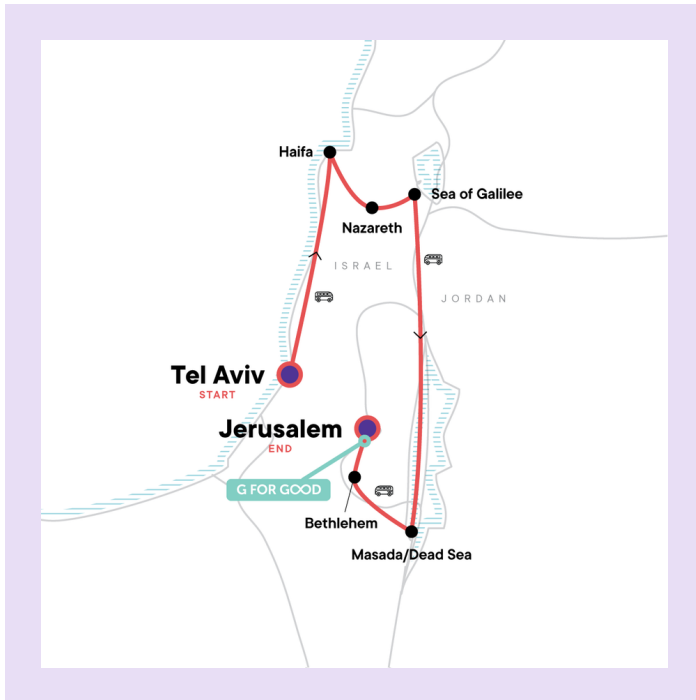 Haifa
Sea of Galilee
Nazareth
ISRAEL
JORDAN
Tel Aviv
START
Jerusalem
END
G FOR GOOD
Bethlehem
Masada/Dead Sea